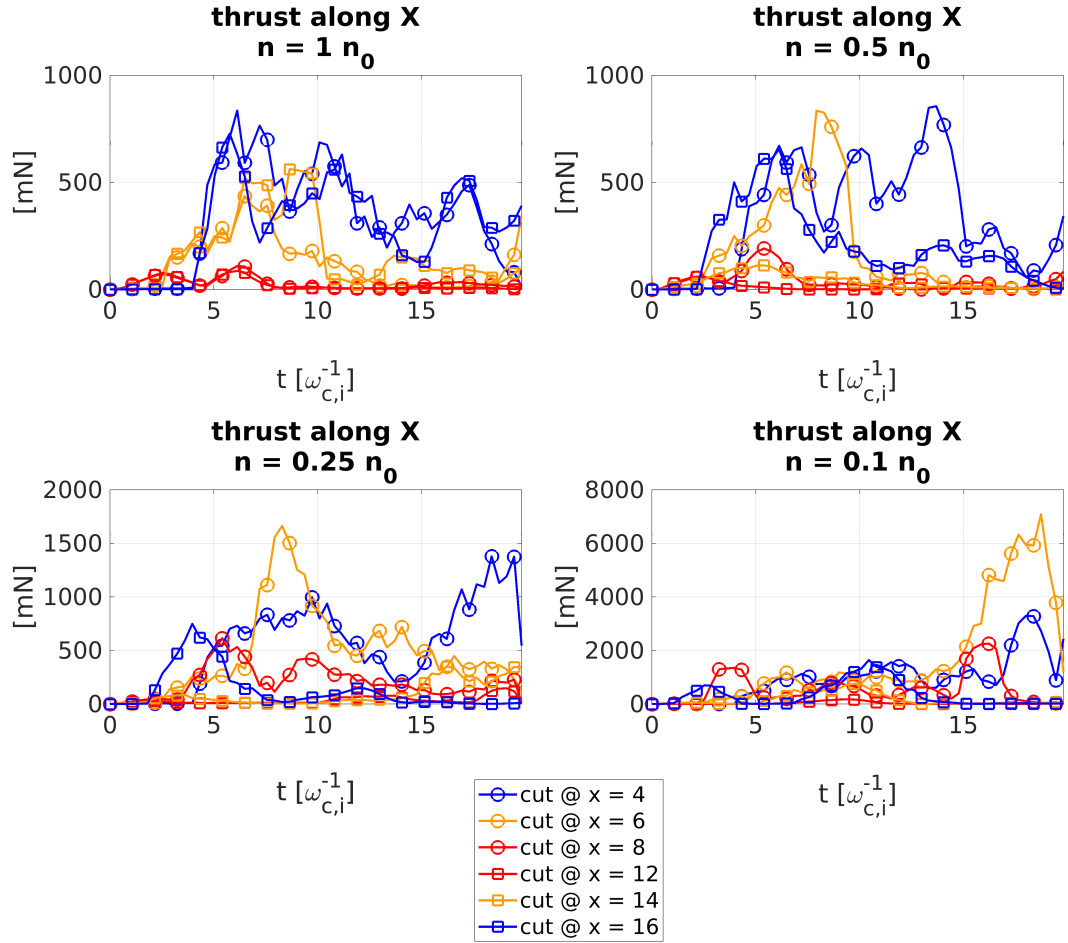 thrust along X
n = 1 n0
1000
500
0
[mN]
0 5 10 15
t [ω-1c,i]
thrust along X
n = 0.5 n0
1000
500
0
[mN]
0 5 10 15
t [ω-1c,i]
thrust along X
n = 0.25 n0
2000
1500
1000
500
0
[mN]
0 5 10 15
t [ω-1c,i]
thrust along X
n = 0.1 n0
8000
6000
4000
2000
0
[mN]
0 5 10 15
t [ω-1c,i]
cut @ x = 4
cut @ x = 6
cut @ x = 8
cut @ x = 12
cut @ x = 14
cut @ x = 16